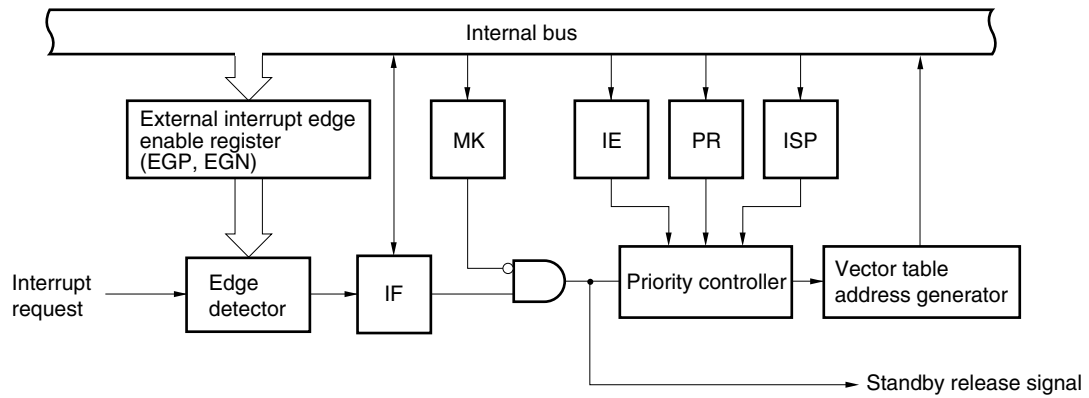 Internal bus
External interrupt edge
enable register
(EGP, EGN)
MK
IE
PR
ISP
Interrupt
request
Edge
detector
IF
Priority controller
Vector table
address generator
Standby release signal